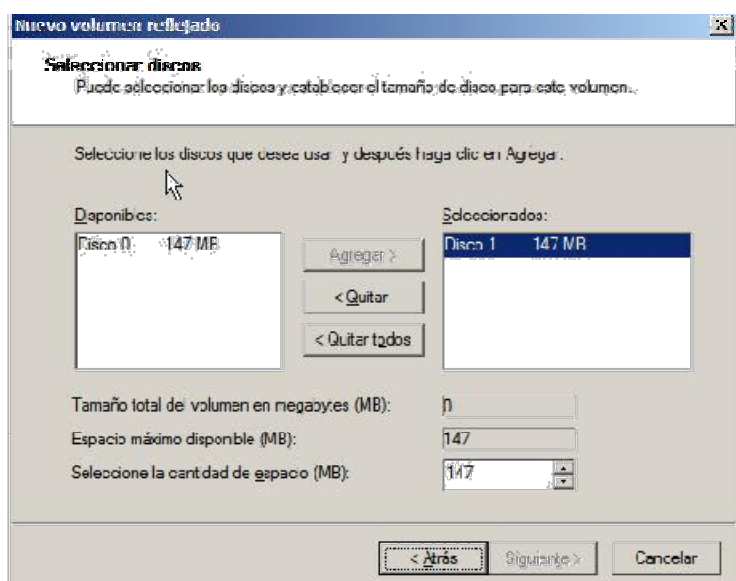 Nuevo volumen reflejado
Seleccionar discos
Puede seleccionar los discos y establecer el tamaño de disco para este volumen.
Seleccione los discos que desea usar y después haga clic en Agregar.
Disponibles:
Seleccionados:
Disco 0 147 MB
Agregar >
Disco 1 147 MB
< Quitar
< Quitar todos
Tamaño total del volumen en megabytes (MB): 0
Espacio máximo disponible (MB): 147
Seleccione la cantidad de espacio (MB): 147
< Atrás Siguiente > Cancelar